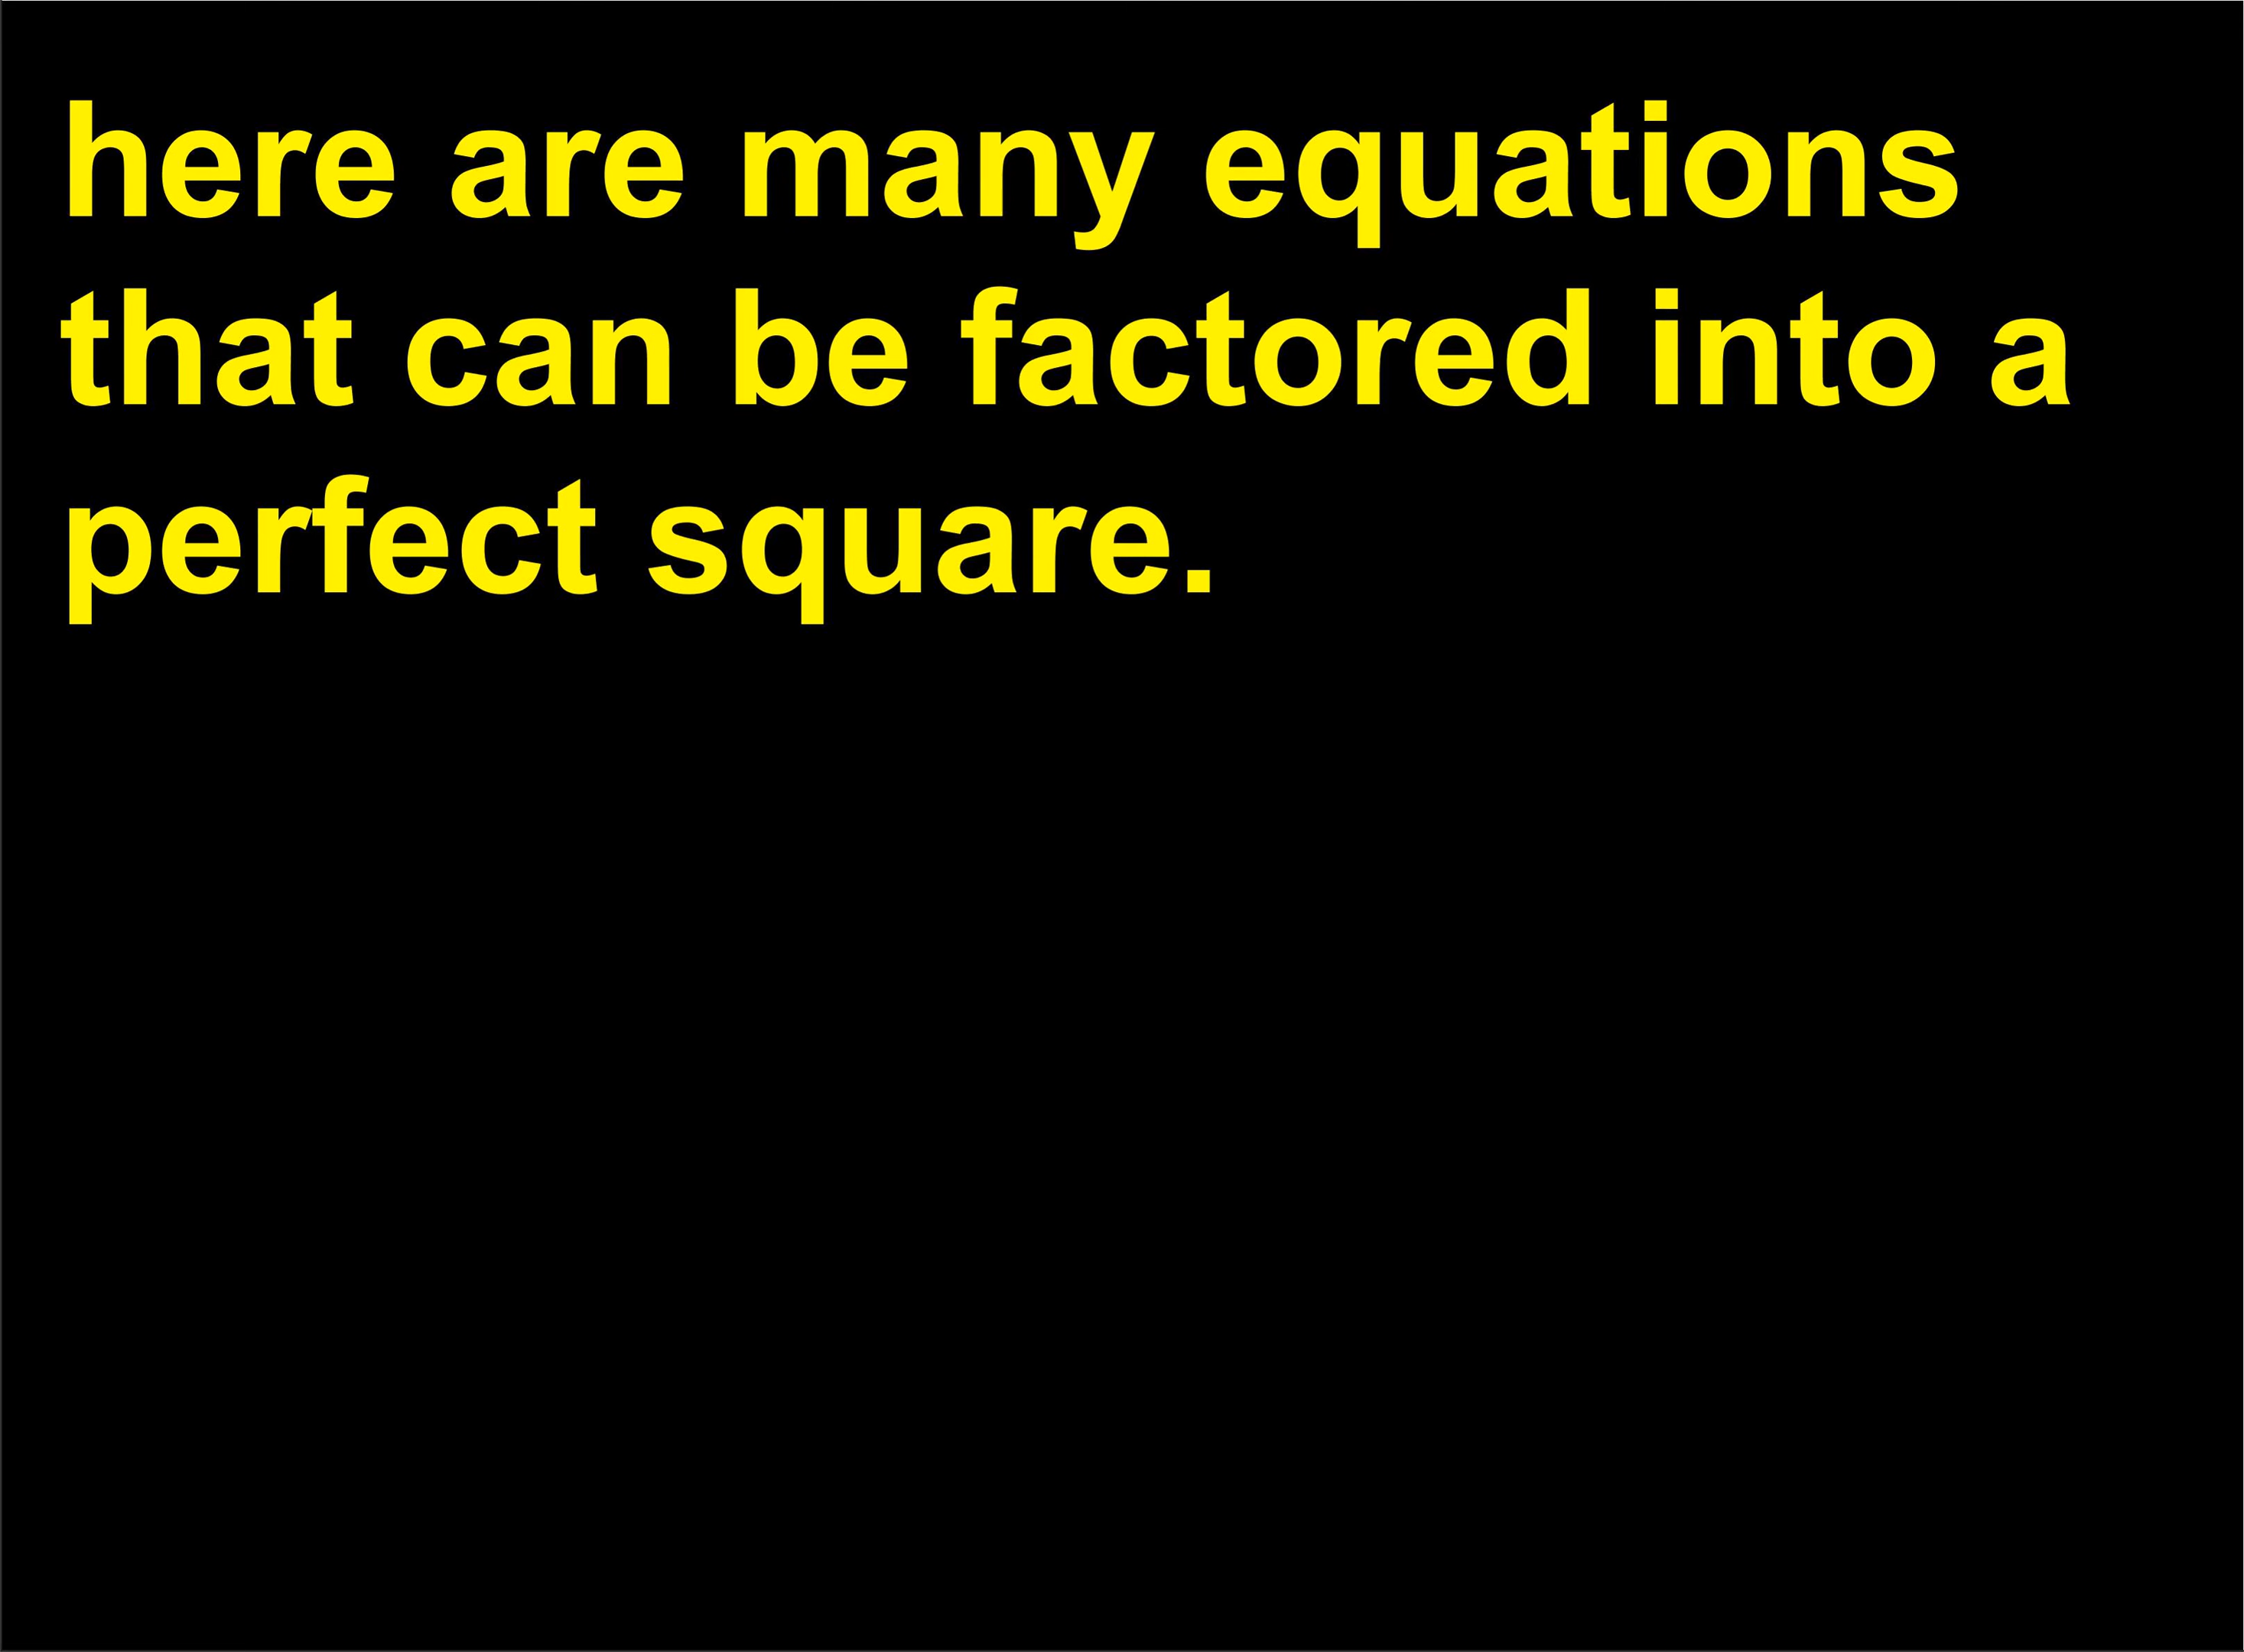 here are many equations
that can be factored into a
perfect square.